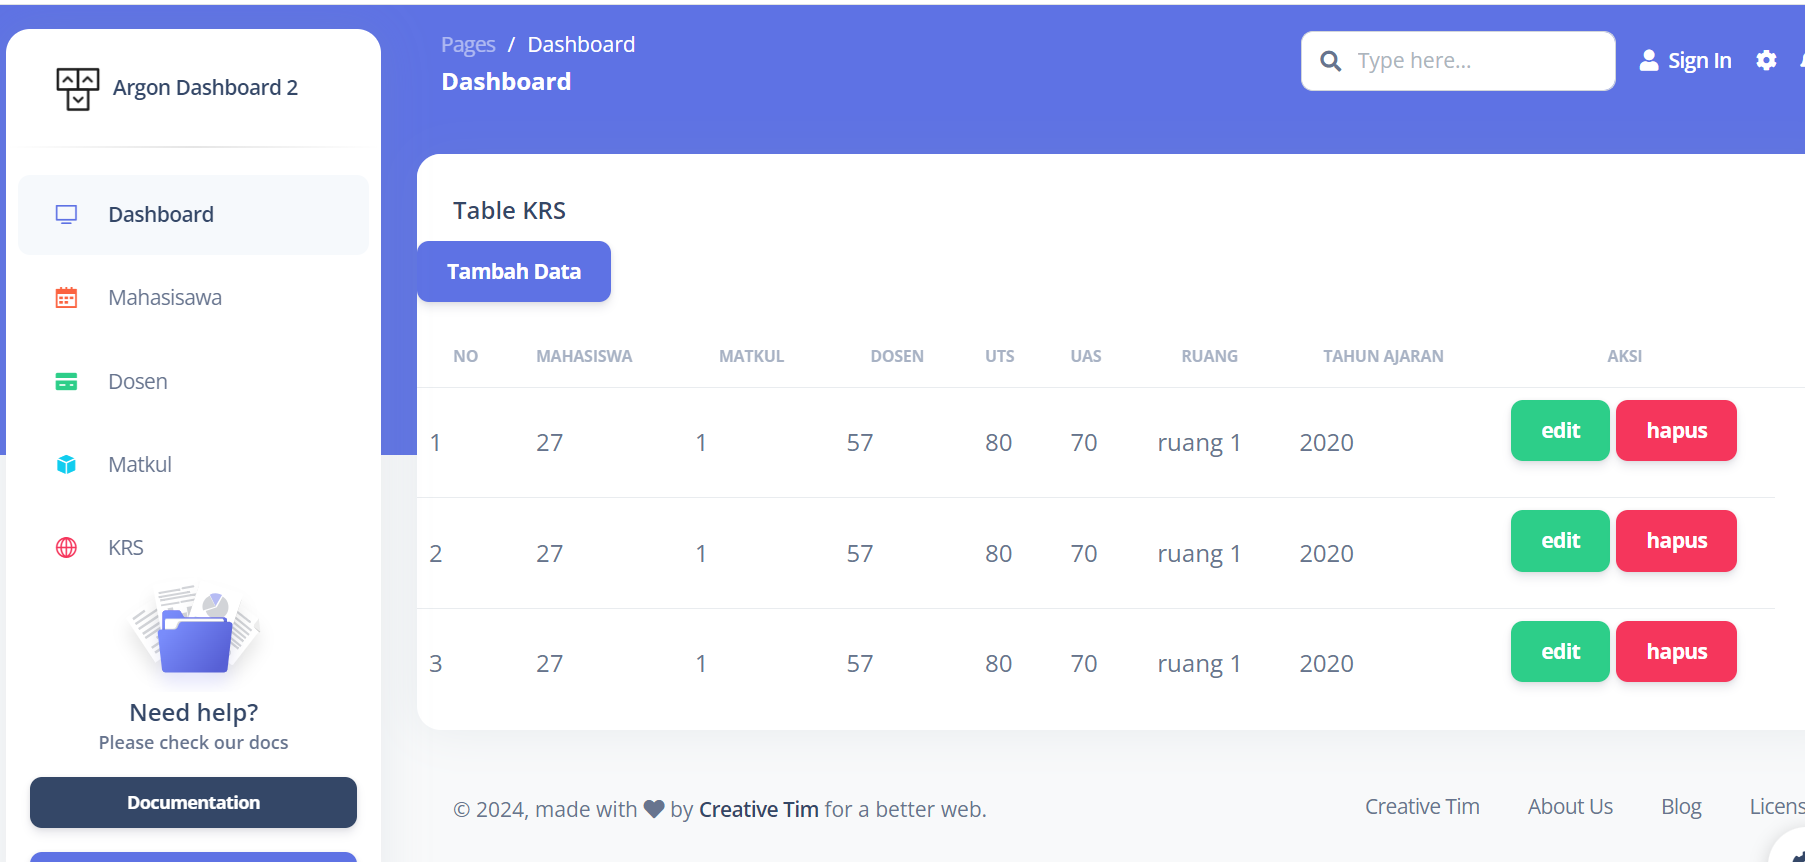 Argon Dashboard 2
Dashboard
Mahasisawa
Dosen
Matkul
KRS
Need help?
Please check our docs
Documentation
Pages / Dashboard
Dashboard
Type here...
Sign In
Table KRS
Tambah Data
NO MAHASISWA MATKUL DOSEN UTS UAS RUANG TAHUN AJARAN AKSI
1 27 1 57 80 70 ruang 1 2020 edit hapus
2 27 1 57 80 70 ruang 1 2020 edit hapus
3 27 1 57 80 70 ruang 1 2020 edit hapus
© 2024, made with by Creative Tim for a better web.
Creative Tim About Us Blog Licens